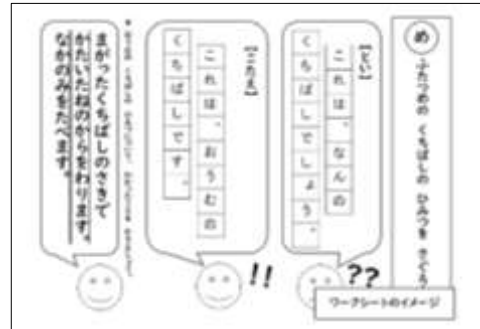 め
ふたつめの くちばしの ひみつを さぐろう
【とい】
これは、なんの
くちばしでしょう。
??
【こたえ】
これは、おうむの
くちばしです。
!!
まがったくちばしのさきで
かたいたねのからをわります。
なかのみをたべます。
ワークシートのイメージ